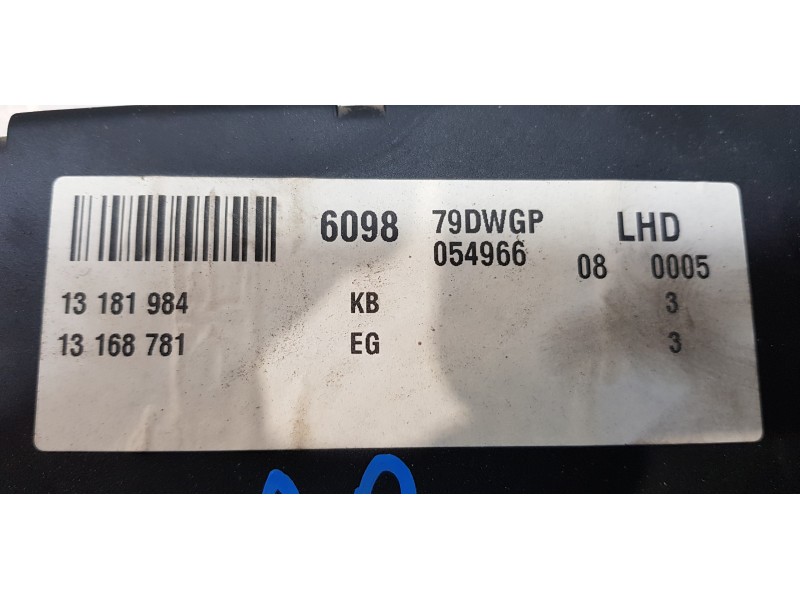 6098 79DWGP LHD
054966 08 0005
13 181 984 KB 3
13 168 781 EG 3